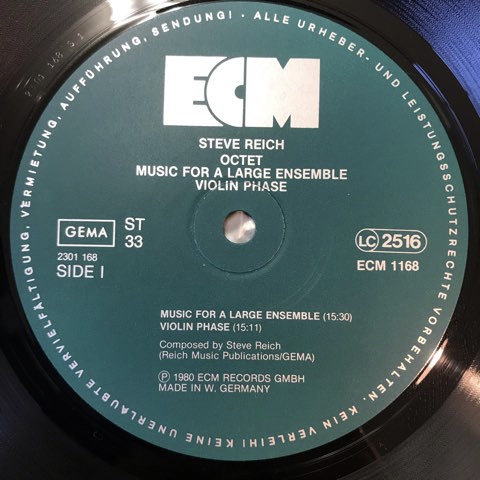 ALLE URHEBER- UND LEISTUNGSSCHUTZRECHTE VORBEHALTEN. KEIN VERLEIH! KEINE UNERLAUBTE VERVIELFÄLTIGUNG, VERMIETUNG, AUFFÜHRUNG, SENDUNG! ·
ECM
STEVE REICH
OCTET
MUSIC FOR A LARGE ENSEMBLE
VIOLIN PHASE
GEMA
ST
33
LC 2516
2301 168
SIDE I
ECM 1168
MUSIC FOR A LARGE ENSEMBLE (15:30)
VIOLIN PHASE (15:11)
Composed by Steve Reich
(Reich Music Publications/GEMA)
℗ 1980 ECM RECORDS GMBH
MADE IN W. GERMANY